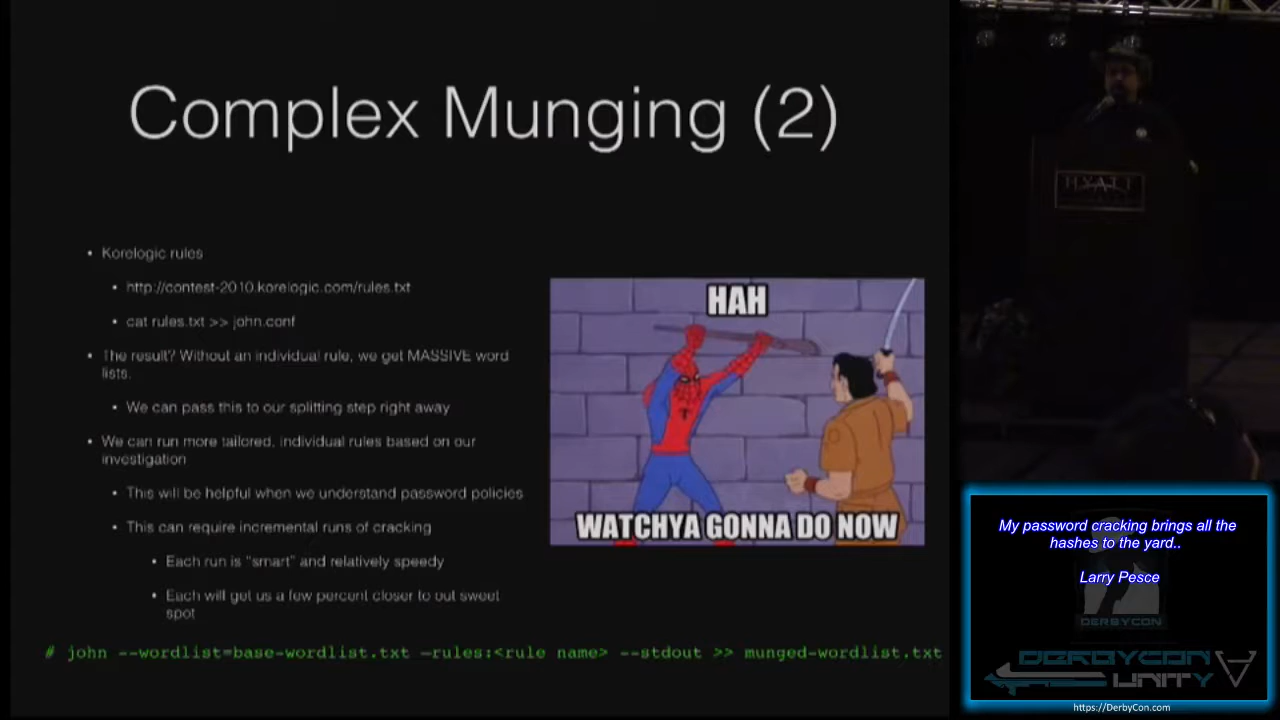 Complex Munging (2)
• Korelogic rules
• http://contest-2010.korelogic.com/rules.txt
• cat rules.txt >> john.conf
• The result? Without an individual rule, we get MASSIVE word
lists.
• We can pass this to our splitting step right away
• We can run more tailored, individual rules based on our
investigation
• This will be helpful when we understand password policies
• This can require incremental runs of cracking
• Each run is "smart" and relatively speedy
• Each will get us a few percent closer to out sweet
spot
# john --wordlist=base-wordlist.txt –rules:<rule name> --stdout >> munged-wordlist.txt
HAH
WATCHYA GONNA DO NOW
HYATT
My password cracking brings all the
hashes to the yard..
Larry Pesce
DERBYCON
DERBYCON
UNITY
https://DerbyCon.com